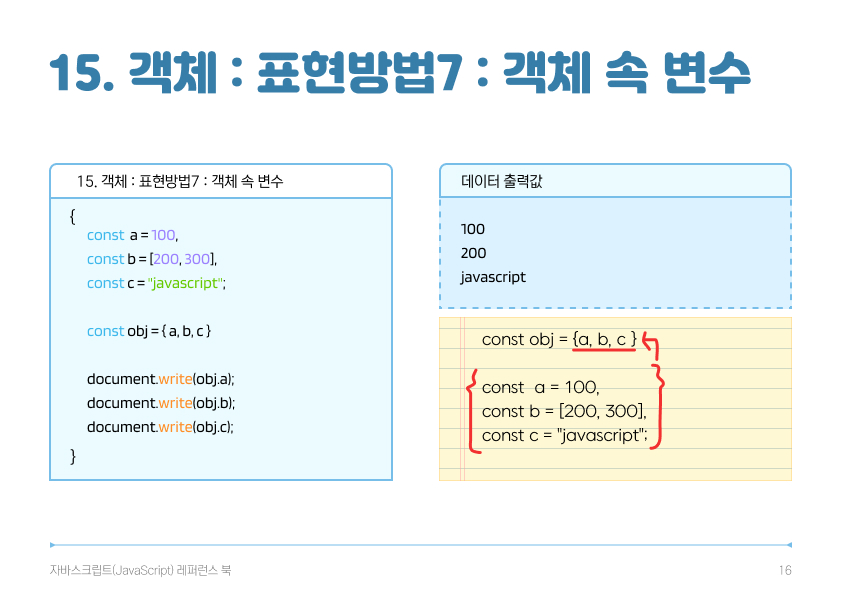 15. 객체 : 표현방법7 : 객체 속 변수
15. 객체 : 표현방법7 : 객체 속 변수
{
const a = 100,
const b = [200, 300],
const c = "javascript";
const obj = { a, b, c }
document.write(obj.a);
document.write(obj.b);
document.write(obj.c);
}
데이터 출력값
100
200
javascript
const obj = {a, b, c }
const a = 100,
const b = [200, 300],
const c = "javascript";
자바스크립트(JavaScript) 레퍼런스 북
16